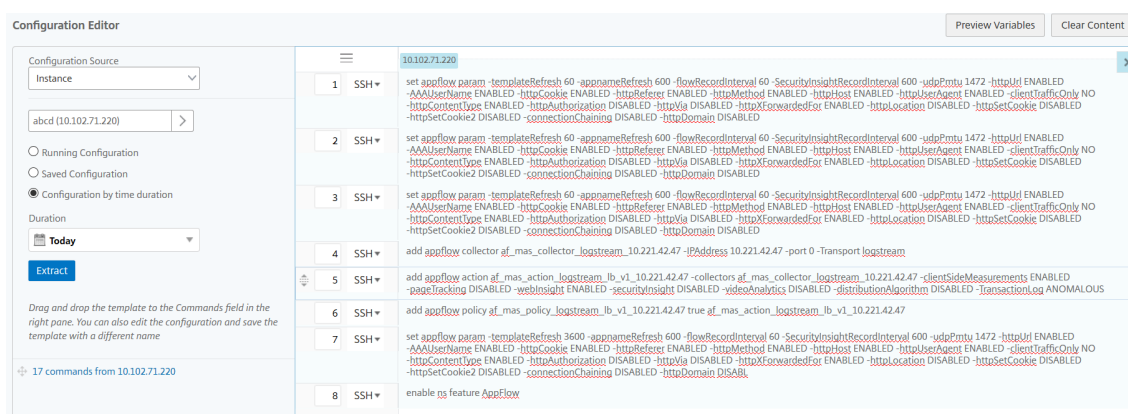 Configuration Editor
Preview Variables
Clear Content
Configuration Source
Instance
abcd (10.102.71.220)
Running Configuration
Saved Configuration
Configuration by time duration
Duration
Today
Extract
Drag and drop the template to the Commands field in the
right pane. You can also edit the configuration and save the
template with a different name
17 commands from 10.102.71.220
10.102.71.220
1 SSH set appflow param -templateRefresh 60 -appnameRefresh 600 -flowRecordInterval 60 -SecurityInsightRecordInterval 600 -udpPmtu 1472 -httpUrl ENABLED
-AAAUserName ENABLED -httpCookie ENABLED -httpReferer ENABLED -httpMethod ENABLED -httpHost ENABLED -httpUserAgent ENABLED -clientTrafficOnly NO
-httpContentType ENABLED -httpAuthorization DISABLED -httpVia DISABLED -httpXForwardedFor ENABLED -httpLocation DISABLED -httpSetCookie DISABLED
-httpSetCookie2 DISABLED -connectionChaining DISABLED -httpDomain DISABLED
2 SSH set appflow param -templateRefresh 60 -appnameRefresh 600 -flowRecordInterval 60 -SecurityInsightRecordInterval 600 -udpPmtu 1472 -httpUrl ENABLED
-AAAUserName ENABLED -httpCookie ENABLED -httpReferer ENABLED -httpMethod ENABLED -httpHost ENABLED -httpUserAgent ENABLED -clientTrafficOnly NO
-httpContentType ENABLED -httpAuthorization DISABLED -httpVia DISABLED -httpXForwardedFor ENABLED -httpLocation DISABLED -httpSetCookie DISABLED
-httpSetCookie2 DISABLED -connectionChaining DISABLED -httpDomain DISABLED
3 SSH set appflow param -templateRefresh 60 -appnameRefresh 600 -flowRecordInterval 60 -SecurityInsightRecordInterval 600 -udpPmtu 1472 -httpUrl ENABLED
-AAAUserName ENABLED -httpCookie ENABLED -httpReferer ENABLED -httpMethod ENABLED -httpHost ENABLED -httpUserAgent ENABLED -clientTrafficOnly NO
-httpContentType ENABLED -httpAuthorization DISABLED -httpVia DISABLED -httpXForwardedFor ENABLED -httpLocation DISABLED -httpSetCookie DISABLED
-httpSetCookie2 DISABLED -connectionChaining DISABLED -httpDomain DISABLED
4 SSH add appflow collector af_mas_collector_logstream_10.221.42.47 -IPAddress 10.221.42.47 -port 0 -Transport logstream
5 SSH add appflow action af_mas_action_logstream_lb_v1_10.221.42.47 -collectors af_mas_collector_logstream_10.221.42.47 -clientSideMeasurements ENABLED
-pageTracking DISABLED -webInsight ENABLED -securityInsight DISABLED -videoAnalytics DISABLED -distributionAlgorithm DISABLED -TransactionLog ANOMALOUS
6 SSH add appflow policy af_mas_policy_logstream_lb_v1_10.221.42.47 true af_mas_action_logstream_lb_v1_10.221.42.47
7 SSH set appflow param -templateRefresh 3600 -appnameRefresh 600 -flowRecordInterval 60 -SecurityInsightRecordInterval 600 -udpPmtu 1472 -httpUrl ENABLED
-AAAUserName ENABLED -httpCookie ENABLED -httpReferer ENABLED -httpMethod ENABLED -httpHost ENABLED -httpUserAgent ENABLED -clientTrafficOnly NO
-httpContentType ENABLED -httpAuthorization DISABLED -httpVia DISABLED -httpXForwardedFor ENABLED -httpLocation DISABLED -httpSetCookie DISABLED
-httpSetCookie2 DISABLED -connectionChaining DISABLED -httpDomain DISABL
8 SSH enable ns feature AppFlow